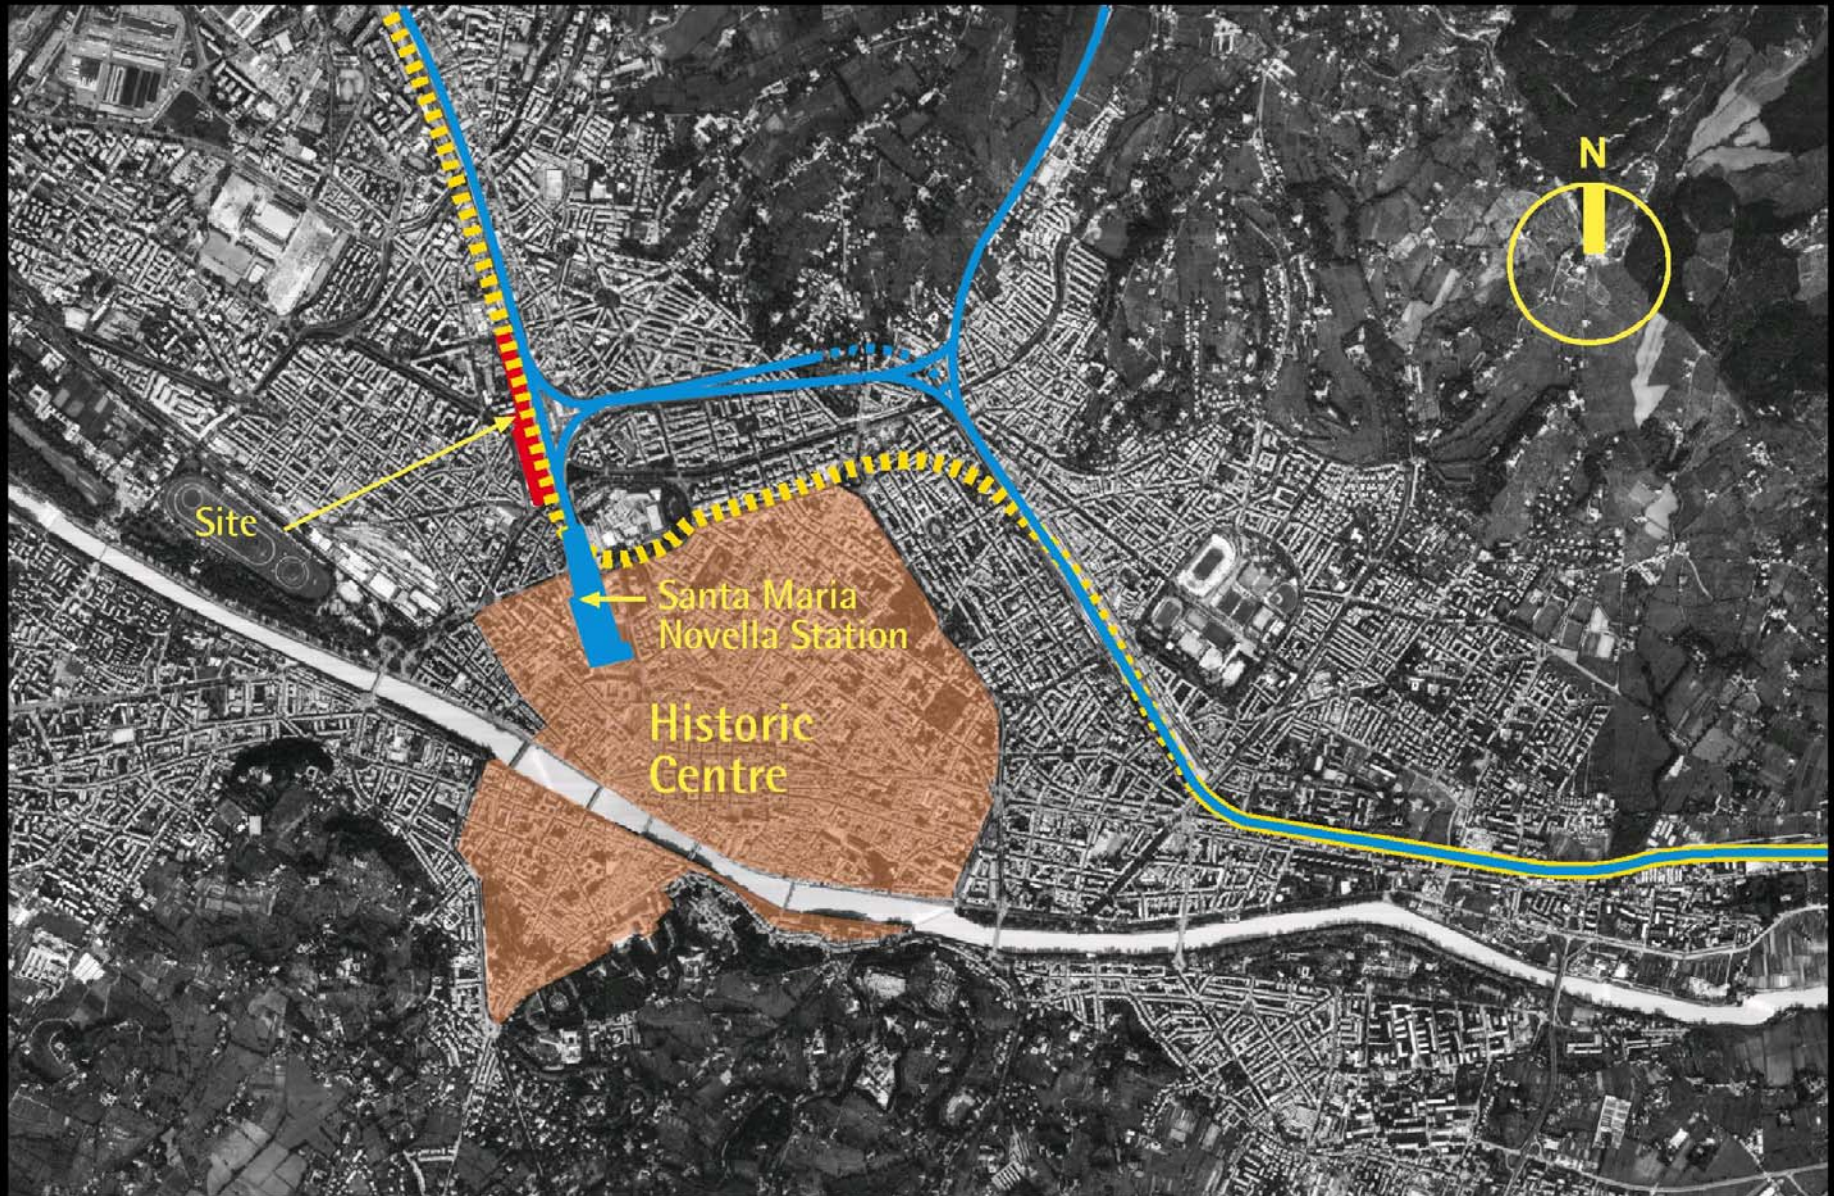 N
Site
Santa Maria
Novella Station
Historic
Centre